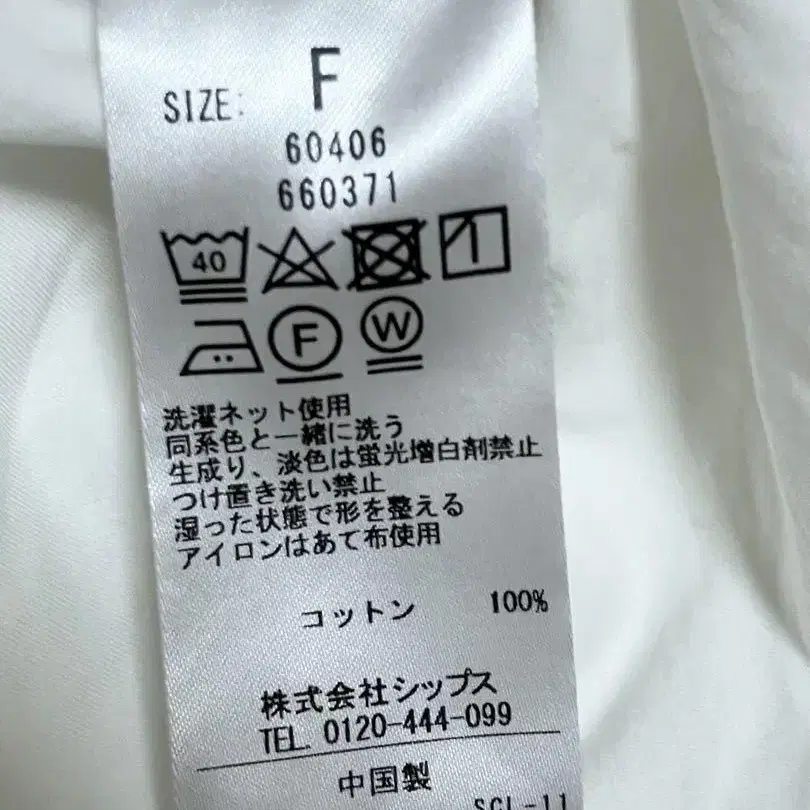 SIZE: F
60406
660371
40
F W
洗濯ネット使用
同系色と一緒に洗う
生成り、淡色は蛍光増白剤禁止
つけ置き洗い禁止
湿った状態で形を整える
アイロンはあて布使用
コットン 100%
株式会社シップス
TEL. 0120-444-099
中国製
SCL-11